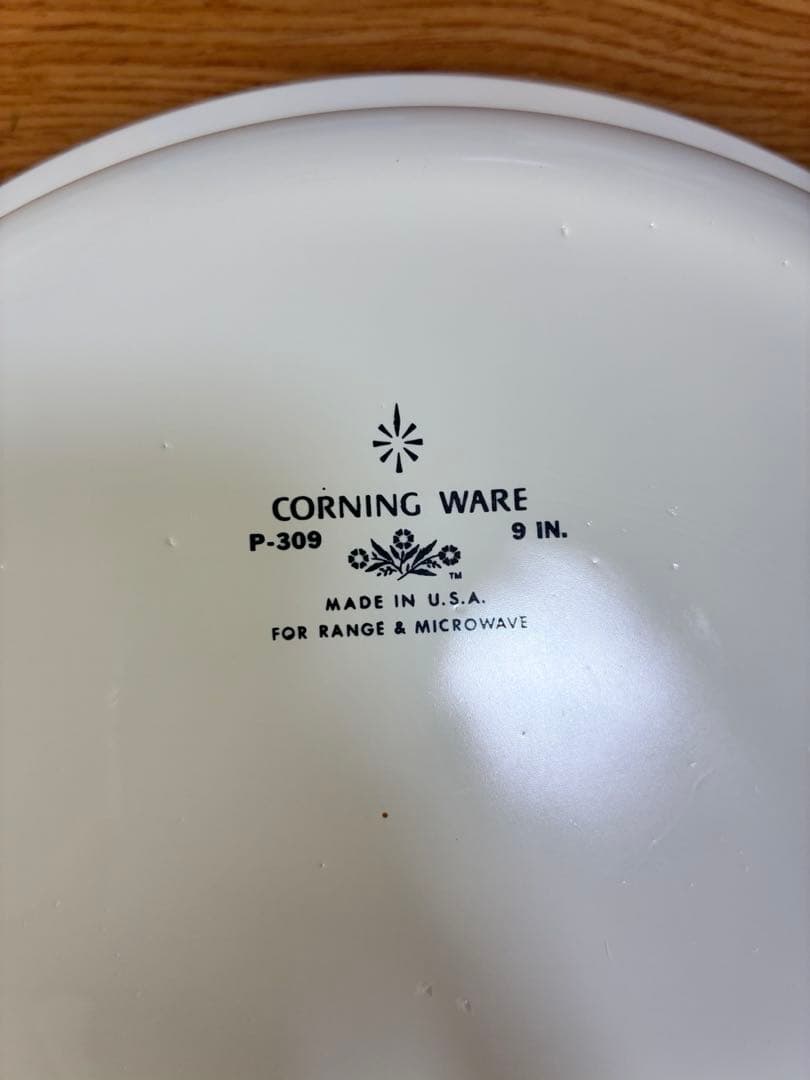 CORNING WARE
P-309 9 IN.
TM
MADE IN U.S.A.
FOR RANGE & MICROWAVE